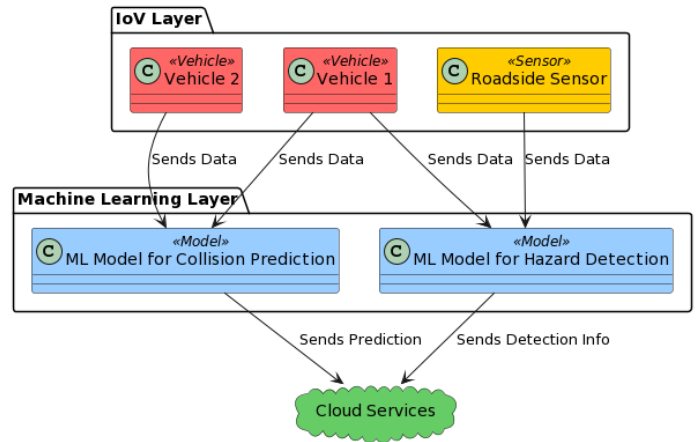 IoV Layer
C «Vehicle» Vehicle 2
C «Vehicle» Vehicle 1
C «Sensor» Roadside Sensor
Sends Data
Sends Data
Sends Data
Sends Data
Machine Learning Layer
C «Model» ML Model for Collision Prediction
C «Model» ML Model for Hazard Detection
Sends Prediction
Sends Detection Info
Cloud Services